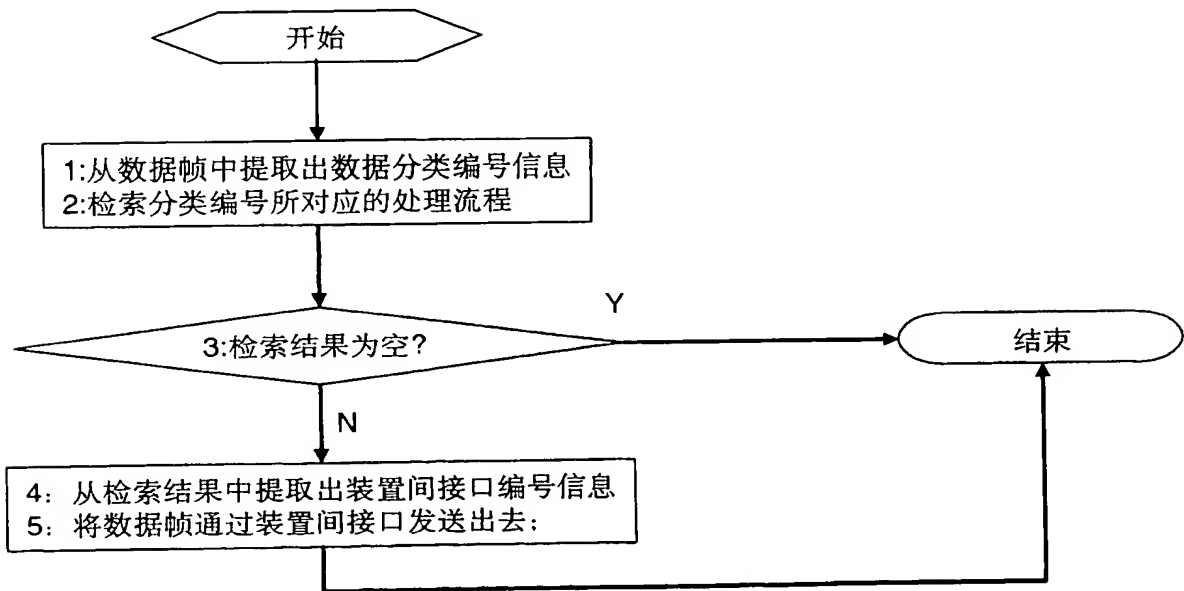 开始
1:从数据帧中提取出数据分类编号信息
2:检索分类编号所对应的处理流程
3:检索结果为空?
Y
结束
N
4：从检索结果中提取出装置间接口编号信息
5：将数据帧通过装置间接口发送出去；